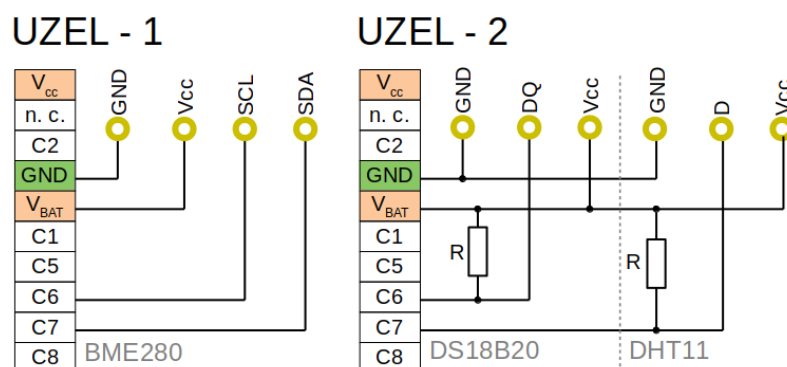 UZEL - 1
GND
Vcc
SCL
SDA
Vcc
n. c.
C2
GND
VBAT
C1
C5
C6
C7
C8
BME280
UZEL - 2
GND
DQ
Vcc
GND
D
Vcc
Vcc
n. c.
C2
GND
VBAT
C1
C5
C6
C7
C8
R
R
DS18B20
DHT11